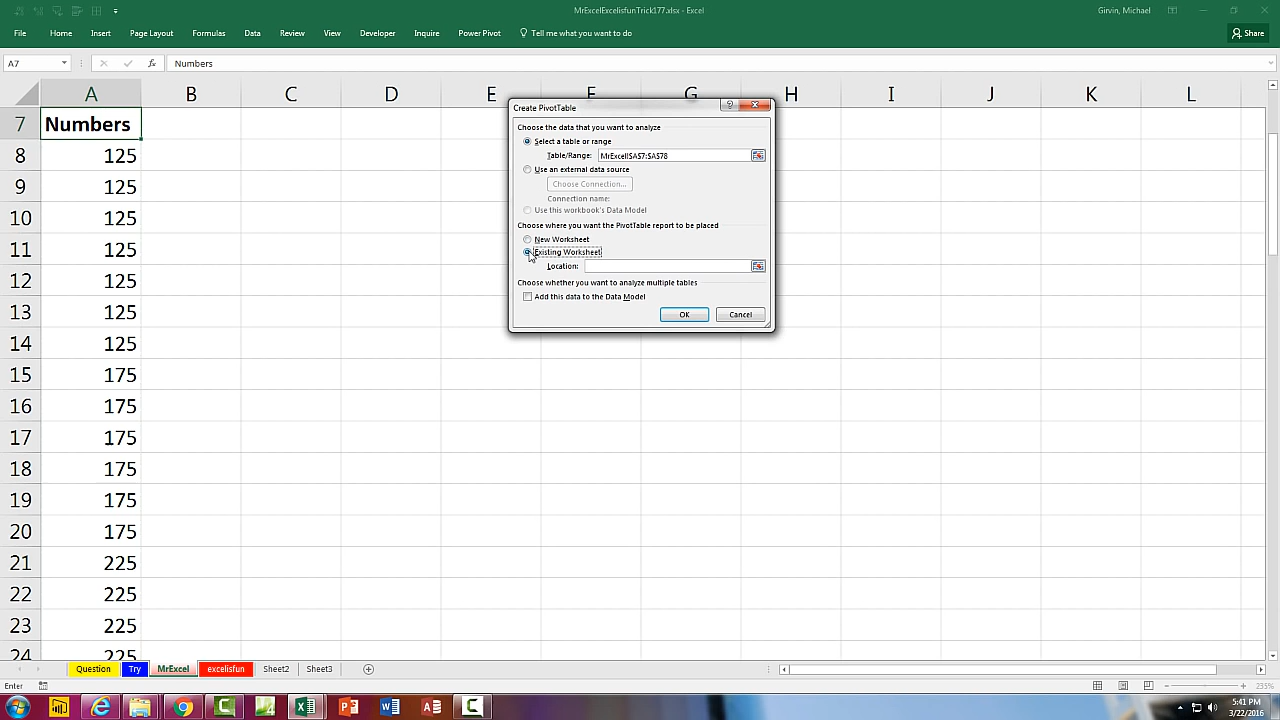 MrExcelExcelisfunTrick177.xlsx - Excel
Girvin, Michael
File Home Insert Page Layout Formulas Data Review View Developer Inquire Power Pivot Tell me what you want to do Share
A7 fx Numbers
A B C D E F G H I J K L
7 Numbers
8 125
9 125
10 125
11 125
12 125
13 125
14 125
15 175
16 175
17 175
18 175
19 175
20 175
21 225
22 225
23 225
24 225
Create PivotTable
?
Choose the data that you want to analyze
Select a table or range
Table/Range: MrExcel!$A$7:$A$78
Use an external data source
Choose Connection...
Connection name:
Use this workbook's Data Model
Choose where you want the PivotTable report to be placed
New Worksheet
Existing Worksheet
Location:
Choose whether you want to analyze multiple tables
Add this data to the Data Model
OK Cancel
Question Try MrExcel excelisfun Sheet2 Sheet3
Enter 235%
5:41 PM
3/22/2016